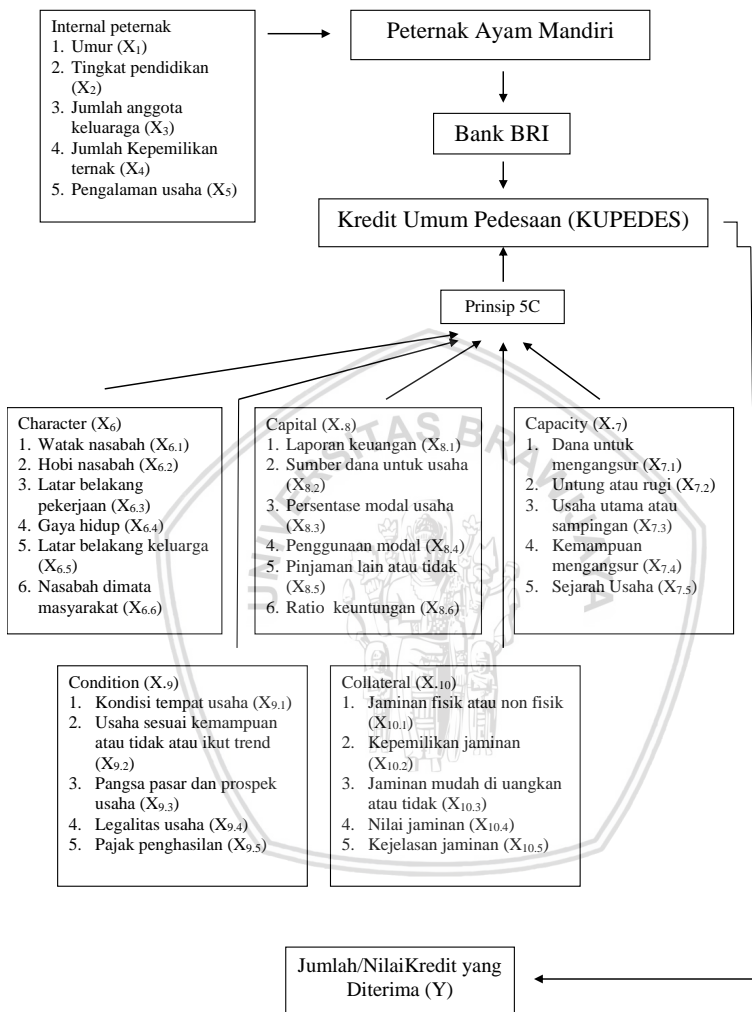 Internal peternak
1. Umur (X1)
2. Tingkat pendidikan
(X2)
3. Jumlah anggota
keluaraga (X3)
4. Jumlah Kepemilikan
ternak (X4)
5. Pengalaman usaha (X5)
Peternak Ayam Mandiri
Bank BRI
Kredit Umum Pedesaan (KUPEDES)
Prinsip 5C
Character (X6)
1. Watak nasabah (X6.1)
2. Hobi nasabah (X6.2)
3. Latar belakang
pekerjaan (X6.3)
4. Gaya hidup (X6.4)
5. Latar belakang keluarga
(X6.5)
6. Nasabah dimata
masyarakat (X6.6)
Capital (X.8)
1. Laporan keuangan (X8.1)
2. Sumber dana untuk usaha
(X8.2)
3. Persentase modal usaha
(X8.3)
4. Penggunaan modal (X8.4)
5. Pinjaman lain atau tidak
(X8.5)
6. Ratio keuntungan (X8.6)
Capacity (X.7)
1. Dana untuk
mengangsur (X7.1)
2. Untung atau rugi (X7.2)
3. Usaha utama atau
sampingan (X7.3)
4. Kemampuan
mengangsur (X7.4)
5. Sejarah Usaha (X7.5)
Condition (X.9)
1. Kondisi tempat usaha (X9.1)
2. Usaha sesuai kemampuan
atau tidak atau ikut trend
(X9.2)
3. Pangsa pasar dan prospek
usaha (X9.3)
4. Legalitas usaha (X9.4)
5. Pajak penghasilan (X9.5)
Collateral (X.10)
1. Jaminan fisik atau non fisik
(X10.1)
2. Kepemilikan jaminan
(X10.2)
3. Jaminan mudah di uangkan
atau tidak (X10.3)
4. Nilai jaminan (X10.4)
5. Kejelasan jaminan (X10.5)
Jumlah/NilaiKredit yang
Diterima (Y)
UNIVERSITAS BRAWIJAYA